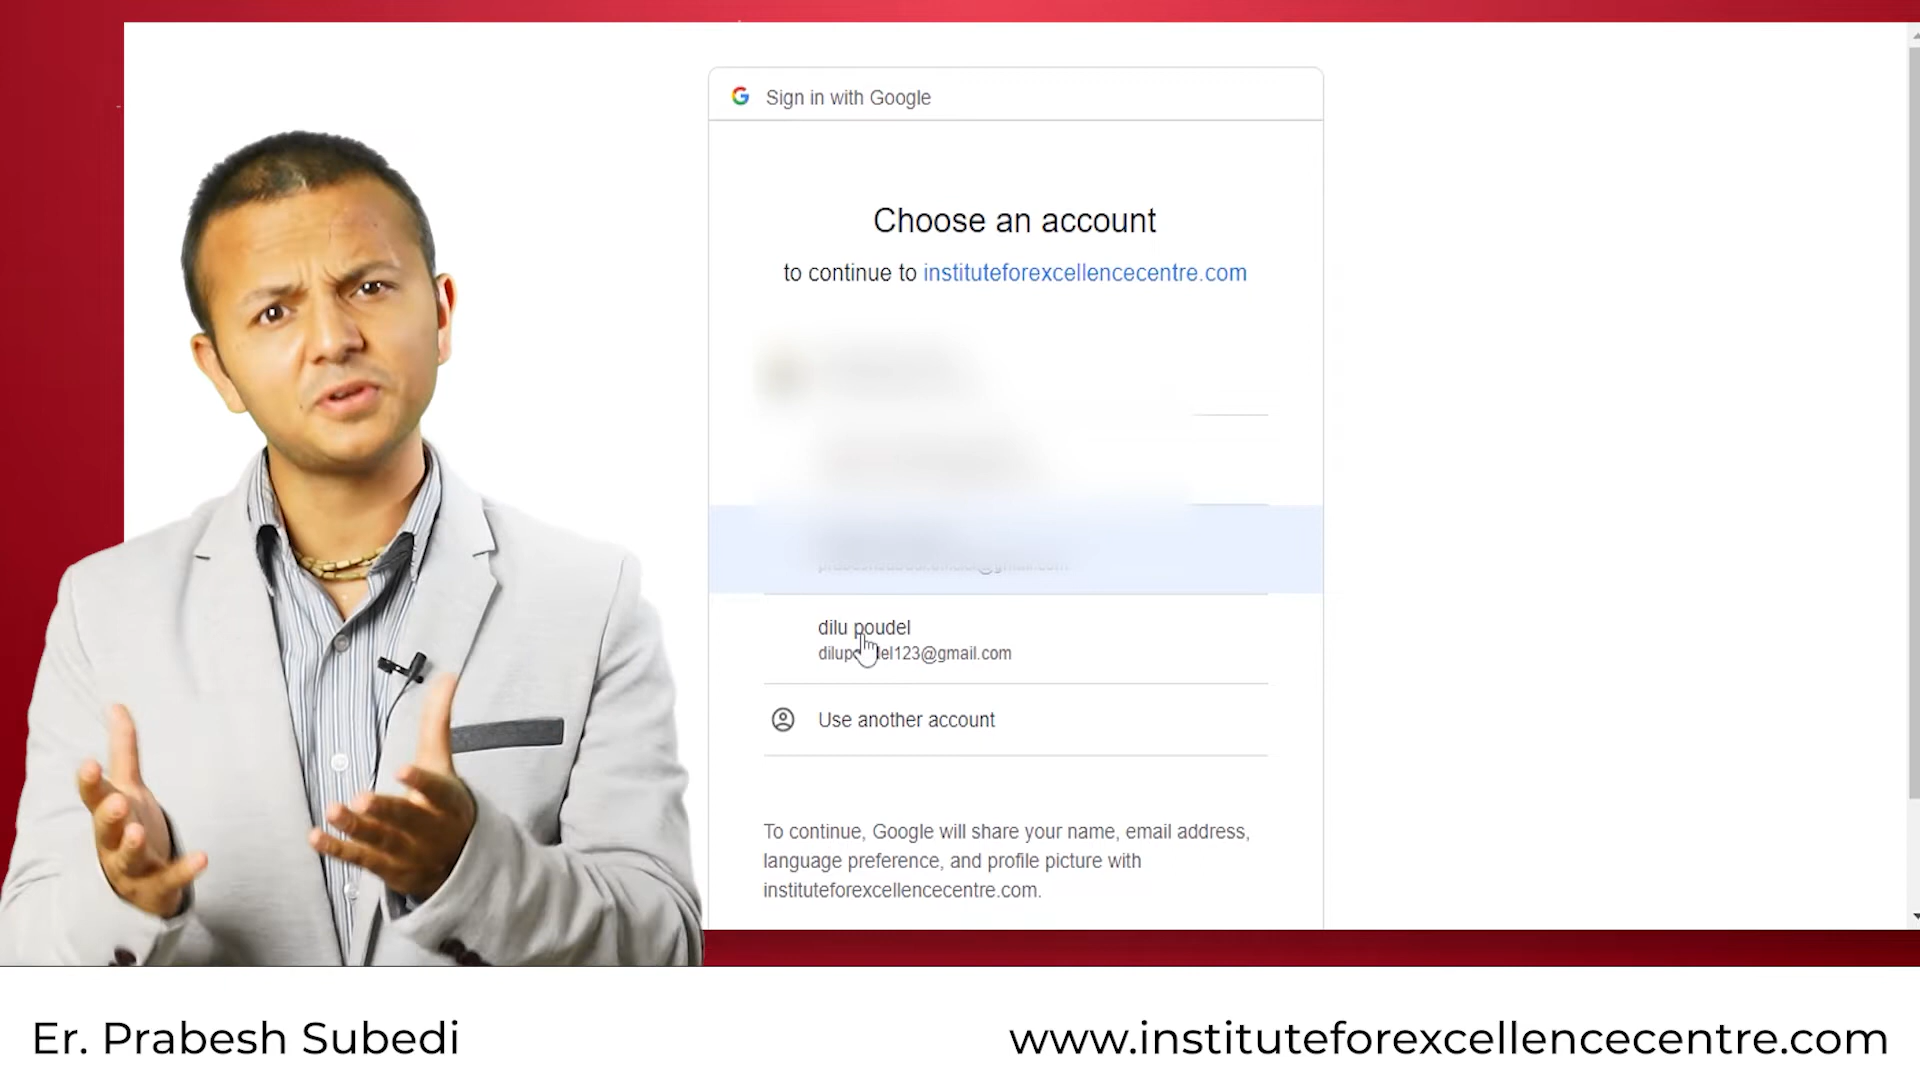 Sign in with Google
Choose an account
to continue to instituteforexcellencecentre.com
dilu poudel
Use another account
To continue, Google will share your name, email address,
language preference, and profile picture with
instituteforexcellencecentre.com.
Er. Prabesh Subedi
www.instituteforexcellencecentre.com